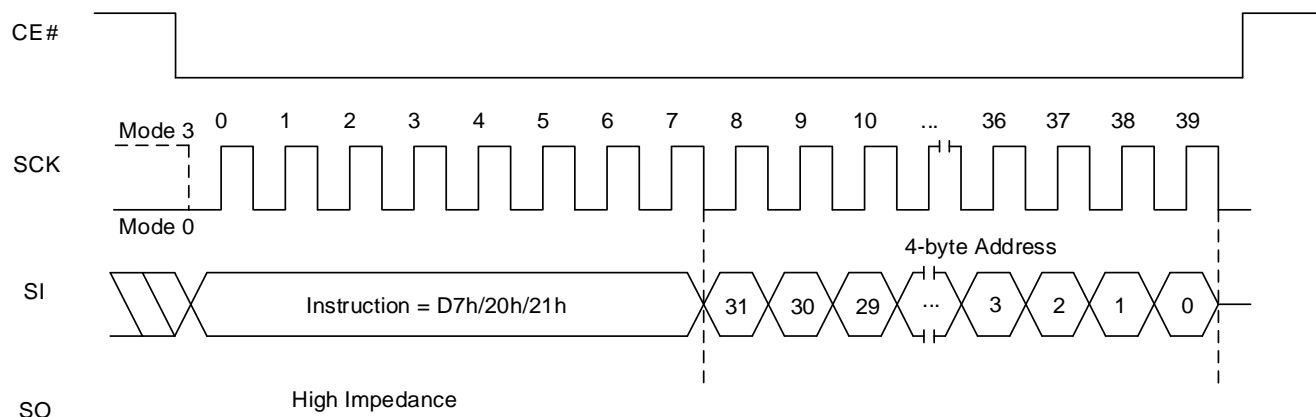 CE#
Mode 3 0 1 2 3 4 5 6 7 8 9 10 ... 36 37 38 39
SCK
Mode 0
4-byte Address
SI Instruction = D7h/20h/21h 31 30 29 ... 3 2 1 0
High Impedance
SO